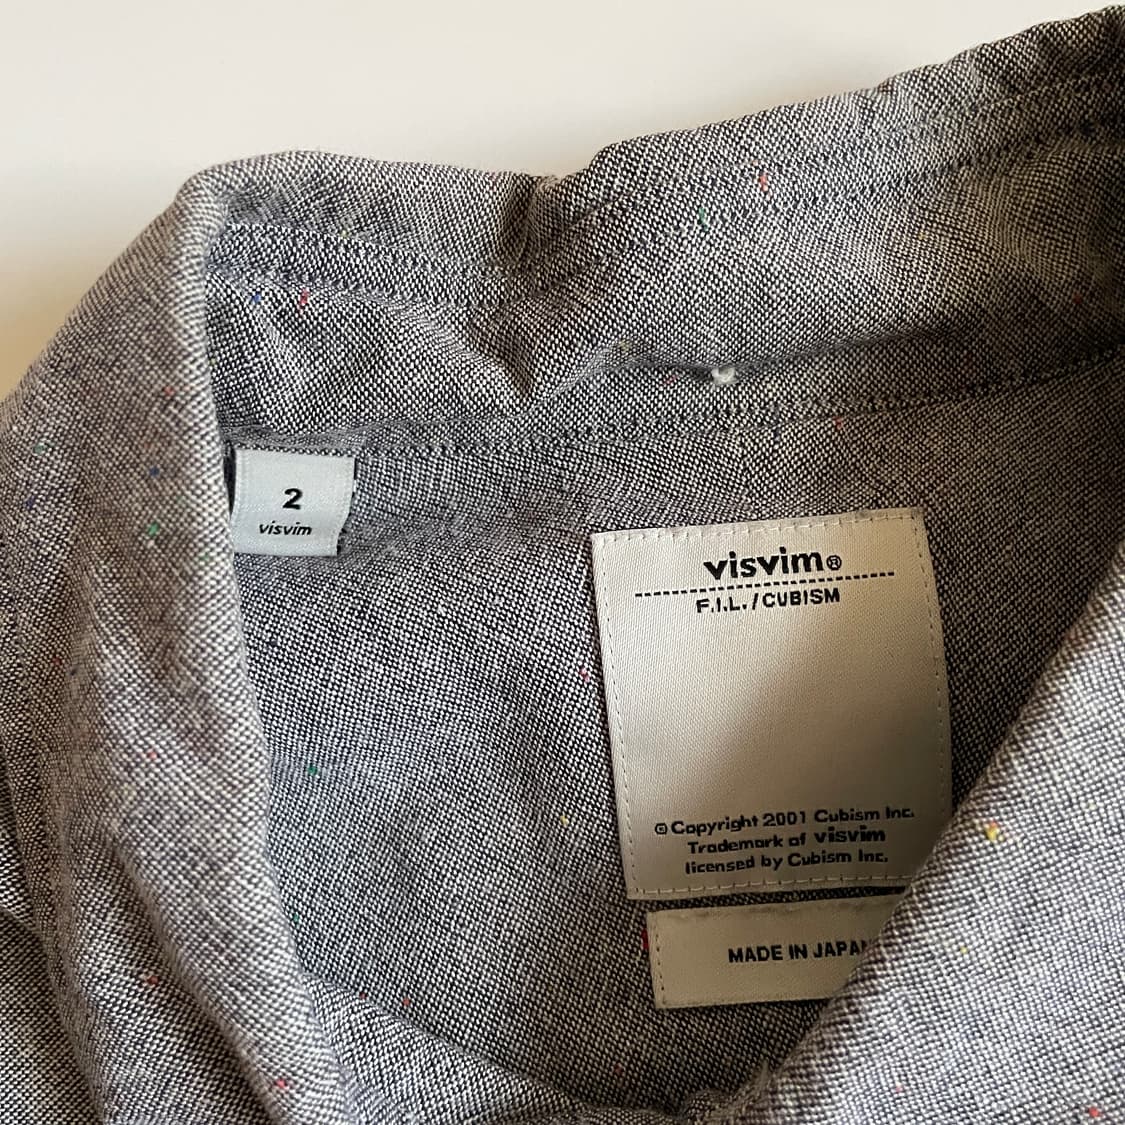 2
visvim
visvim®
F.I.L./CUBISM
© Copyright 2001 Cubism Inc.
Trademark of visvim
licensed by Cubism Inc.
MADE IN JAPAN